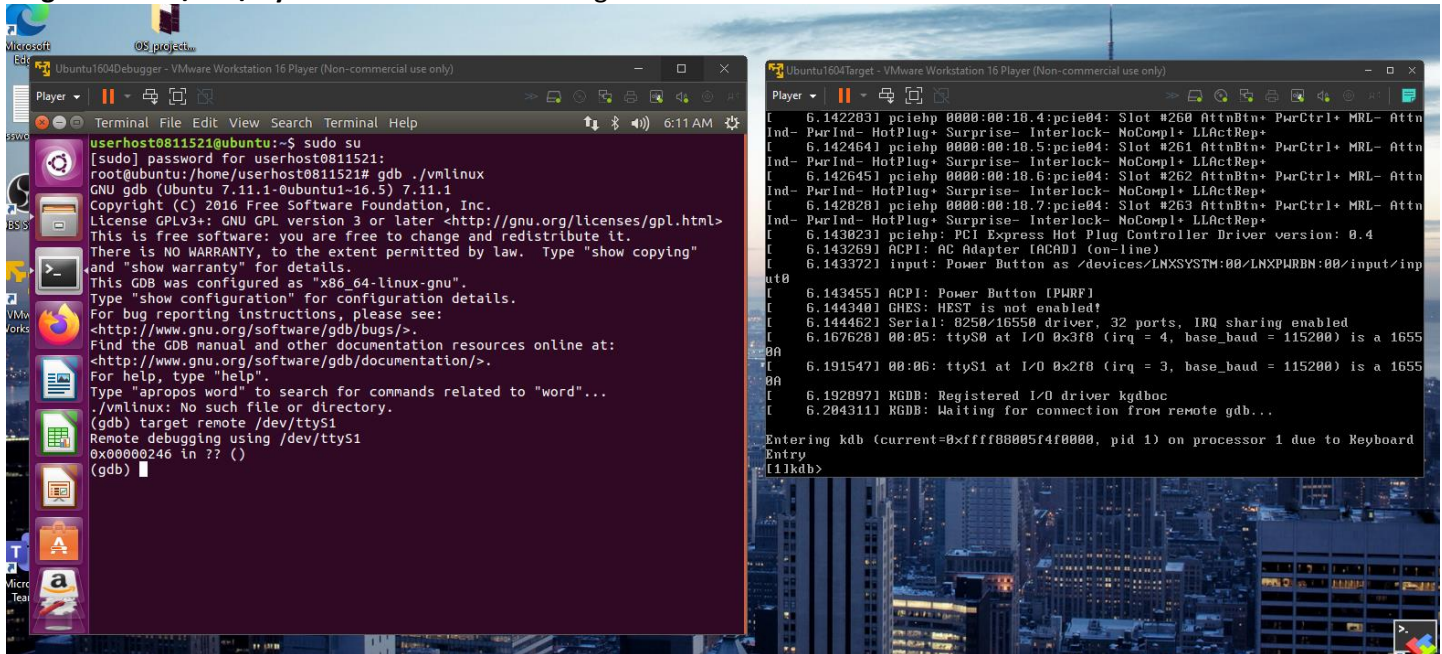 Microsoft
OS project...
Ubuntu1604Debugger - VMware Workstation 16 Player (Non-commercial use only)
Player
Terminal File Edit View Search Terminal Help 6:11 AM
userhost0811521@ubuntu:~$ sudo su
[sudo] password for userhost0811521:
root@ubuntu:/home/userhost0811521# gdb ./vmlinux
GNU gdb (Ubuntu 7.11.1-0ubuntu1~16.5) 7.11.1
Copyright (C) 2016 Free Software Foundation, Inc.
License GPLv3+: GNU GPL version 3 or later <http://gnu.org/licenses/gpl.html>
This is free software: you are free to change and redistribute it.
There is NO WARRANTY, to the extent permitted by law.  Type "show copying"
and "show warranty" for details.
This GDB was configured as "x86_64-linux-gnu".
Type "show configuration" for configuration details.
For bug reporting instructions, please see:
<http://www.gnu.org/software/gdb/bugs/>.
Find the GDB manual and other documentation resources online at:
<http://www.gnu.org/software/gdb/documentation/>.
For help, type "help".
Type "apropos word" to search for commands related to "word"...
./vmlinux: No such file or directory.
(gdb) target remote /dev/ttyS1
Remote debugging using /dev/ttyS1
0x00000246 in ?? ()
(gdb)
Ubuntu1604Target - VMware Workstation 16 Player (Non-commercial use only)
Player
[    6.142283] pciehp 0000:00:18.4:pcie04: Slot #260 AttnBtn+ PwrCtrl+ MRL- Attn
Ind- PwrInd- HotPlug+ Surprise- Interlock- NoCompl+ LLActRep+
[    6.142464] pciehp 0000:00:18.5:pcie04: Slot #261 AttnBtn+ PwrCtrl+ MRL- Attn
Ind- PwrInd- HotPlug+ Surprise- Interlock- NoCompl+ LLActRep+
[    6.142645] pciehp 0000:00:18.6:pcie04: Slot #262 AttnBtn+ PwrCtrl+ MRL- Attn
Ind- PwrInd- HotPlug+ Surprise- Interlock- NoCompl+ LLActRep+
[    6.142828] pciehp 0000:00:18.7:pcie04: Slot #263 AttnBtn+ PwrCtrl+ MRL- Attn
Ind- PwrInd- HotPlug+ Surprise- Interlock- NoCompl+ LLActRep+
[    6.143023] pciehp: PCI Express Hot Plug Controller Driver version: 0.4
[    6.143269] ACPI: AC Adapter [ACAD] (on-line)
[    6.143372] input: Power Button as /devices/LNXSYSTM:00/LNXPWRBN:00/input/inp
ut0
[    6.143455] ACPI: Power Button [PWRF]
[    6.144340] GHES: HEST is not enabled!
[    6.144462] Serial: 8250/16550 driver, 32 ports, IRQ sharing enabled
[    6.167628] 00:05: ttyS0 at I/O 0x3f8 (irq = 4, base_baud = 115200) is a 1655
0A
[    6.191547] 00:06: ttyS1 at I/O 0x2f8 (irq = 3, base_baud = 115200) is a 1655
0A
[    6.192897] KGDB: Registered I/O driver kgdboc
[    6.204311] KGDB: Waiting for connection from remote gdb...
Entering kdb (current=0xffff88005f4f0000, pid 1) on processor 1 due to Keyboard
Entry
[1]kdb>